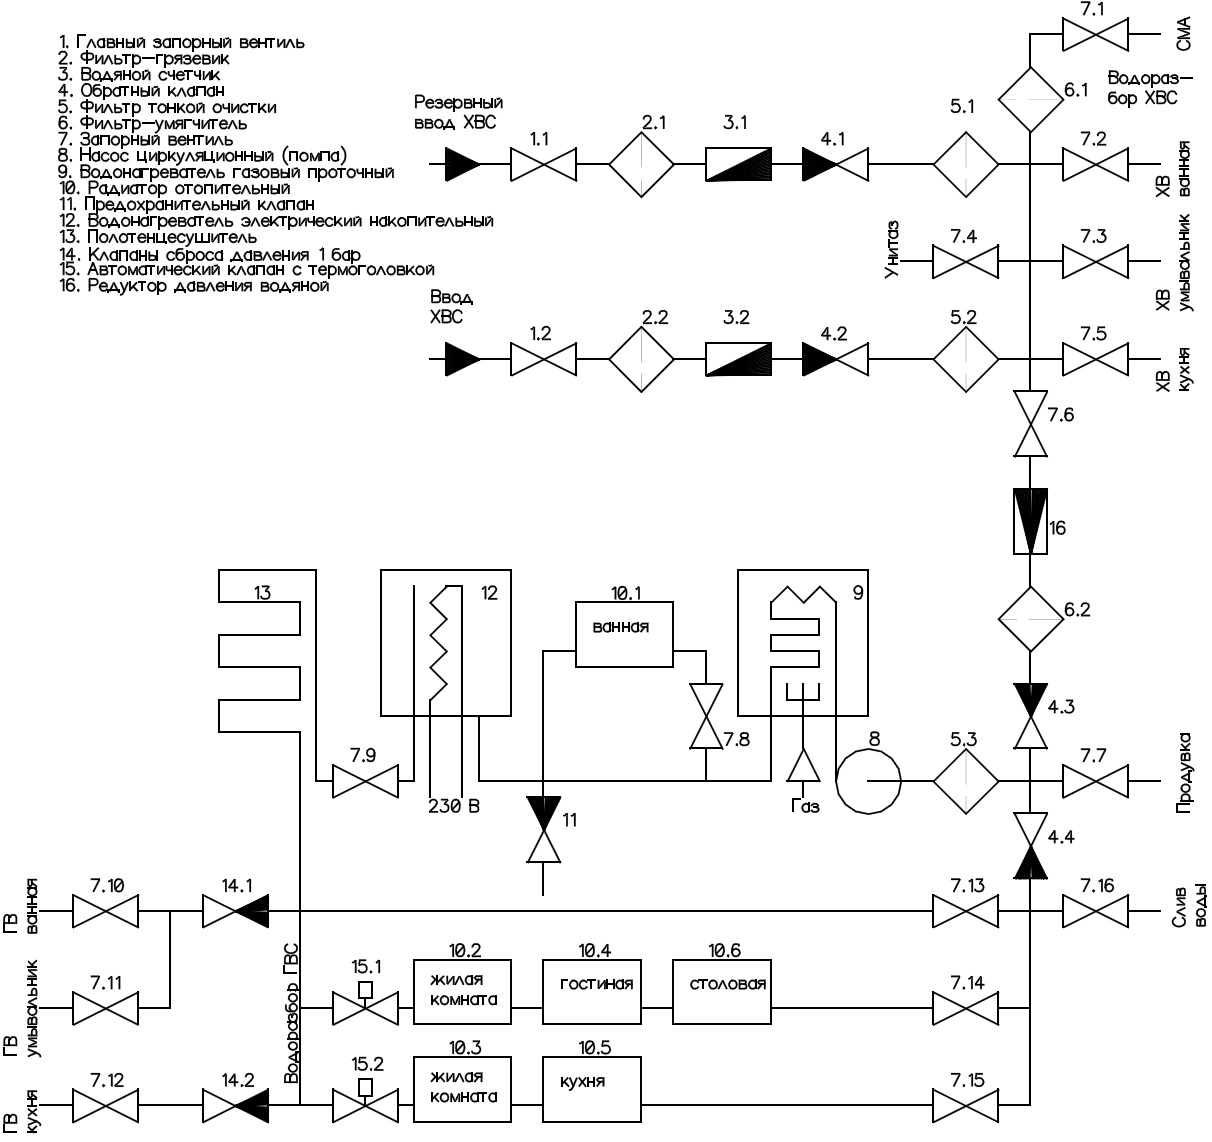 1. Главный запорный вентиль
2. Фильтр-грязевик
3. Водяной счетчик
4. Обратный клапан
5. Фильтр тонкой очистки
6. Фильтр-умягчитель
7. Запорный вентиль
8. Насос циркуляционный (помпа)
9. Водонагреватель газовый проточный
10. Радиатор отопительный
11. Предохранительный клапан
12. Водонагреватель электрический накопительный
13. Полотенцесушитель
14. Клапаны сброса давления 1 бар
15. Автоматический клапан с термоголовкой
16. Редуктор давления водяной
7.1
СМА
6.1
Водораз-
бор ХВС
Резервный
ввод ХВС
1.1
2.1
3.1
4.1
5.1
7.2
ХВ
ванная
Унитаз
7.4
7.3
ХВ
умывальник
Ввод
ХВС
1.2
2.2
3.2
4.2
5.2
7.5
ХВ
кухня
7.6
16
6.2
13
12
10.1
ванная
9
4.3
7.9
230 В
7.8
Газ
8
5.3
7.7
Продувка
11
4.4
ГВ
ванная
7.10
14.1
7.13
7.16
Слив
воды
Водоразбор ГВС
ГВ
умывальник
7.11
15.1
10.2
жилая
комната
10.4
гостиная
10.6
столовая
7.14
ГВ
кухня
7.12
14.2
15.2
10.3
жилая
комната
10.5
кухня
7.15